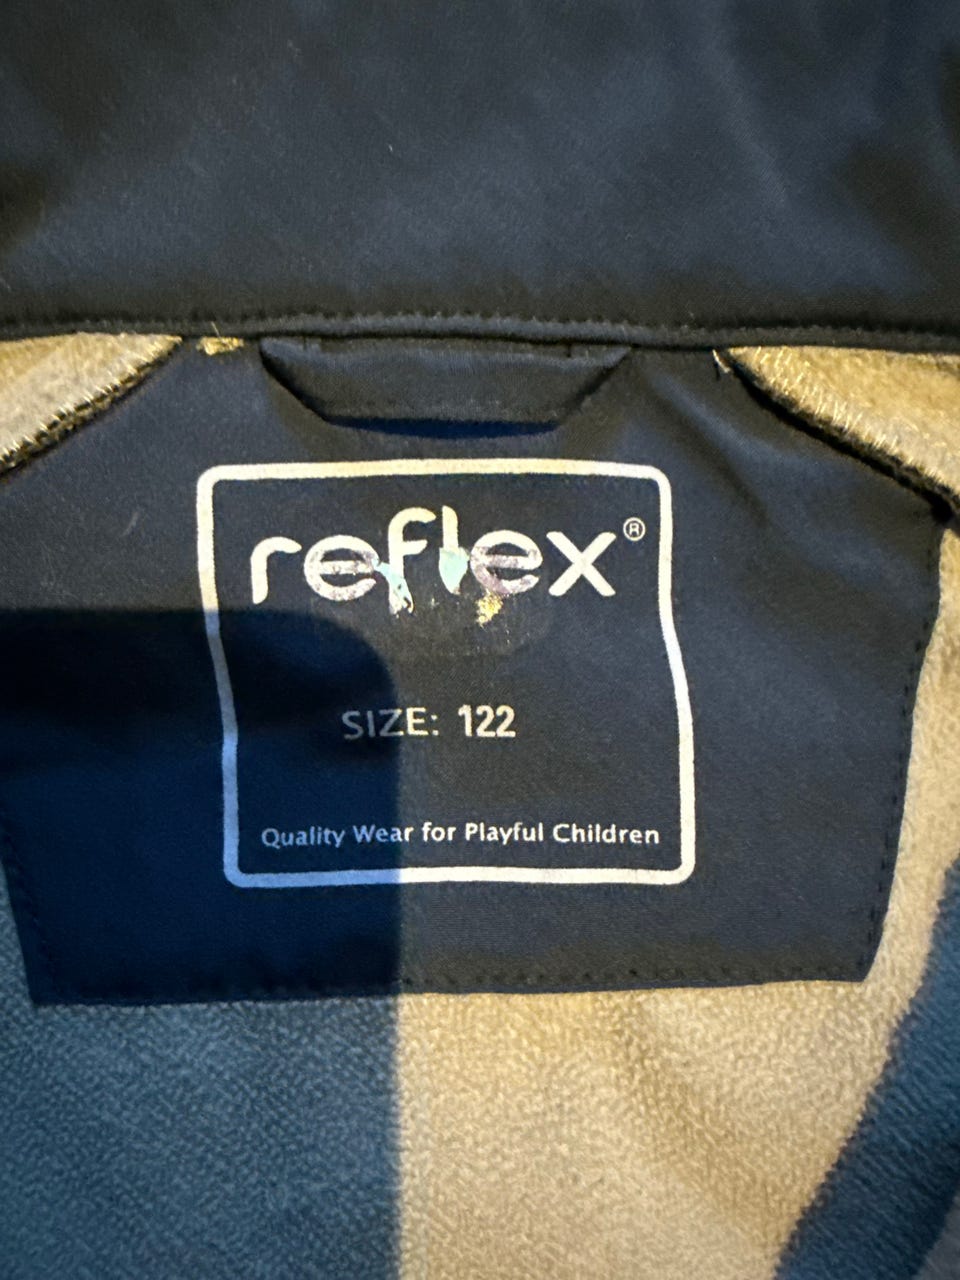 reflex®
SIZE: 122
Quality Wear for Playful Children